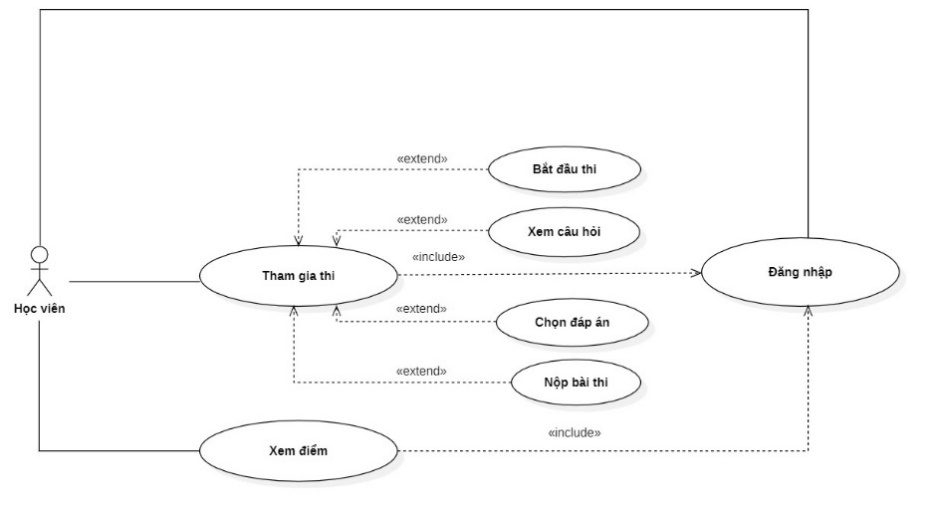 «extend»
Bắt đầu thi
«extend»
Xem câu hỏi
«include»
Tham gia thi
Đăng nhập
Học viên
«extend»
Chọn đáp án
«extend»
Nộp bài thi
«include»
Xem điểm